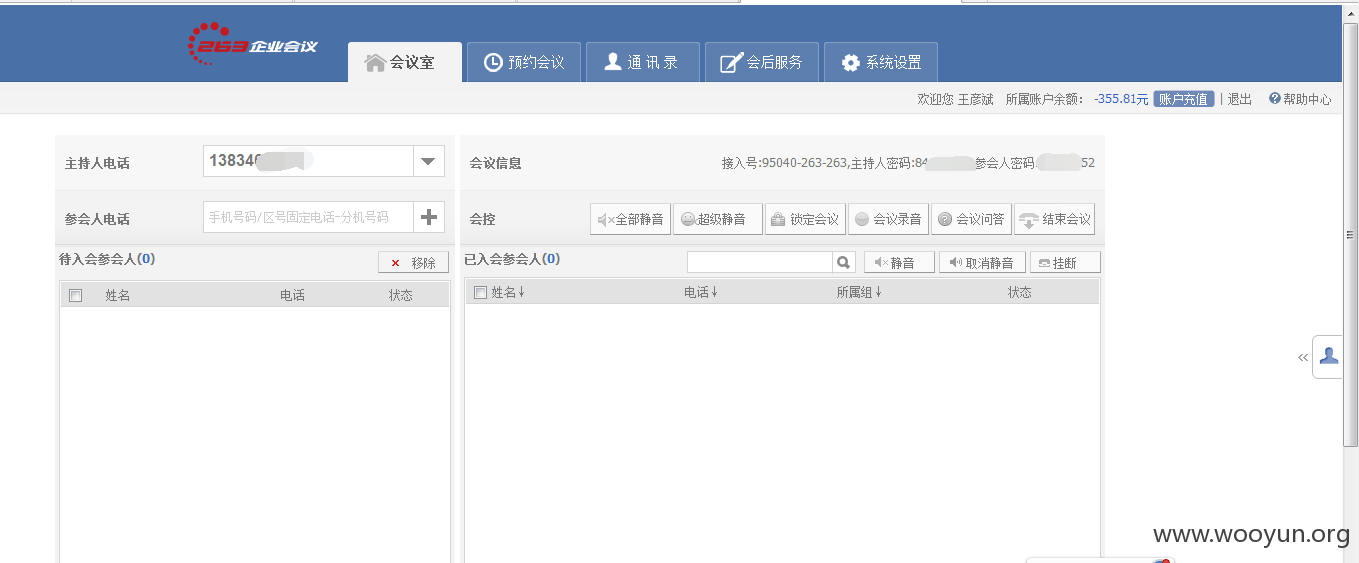 263企业会议
会议室 预约会议 通讯录 会后服务 系统设置
欢迎您 王彦斌 所属账户余额： -355.81元 账户充值 | 退出 帮助中心
主持人电话 13834
会议信息 接入号:95040-263-263,主持人密码:84 参会人密码 52
参会人电话 手机号码/区号固定电话-分机号码
会控 全部静音 超级静音 锁定会议 会议录音 会议问答 结束会议
待入会参会人(0) 移除
已入会参会人(0) 静音 取消静音 挂断
姓名 电话 状态
姓名↓ 电话↓ 所属组↓ 状态
www.wooyun.org